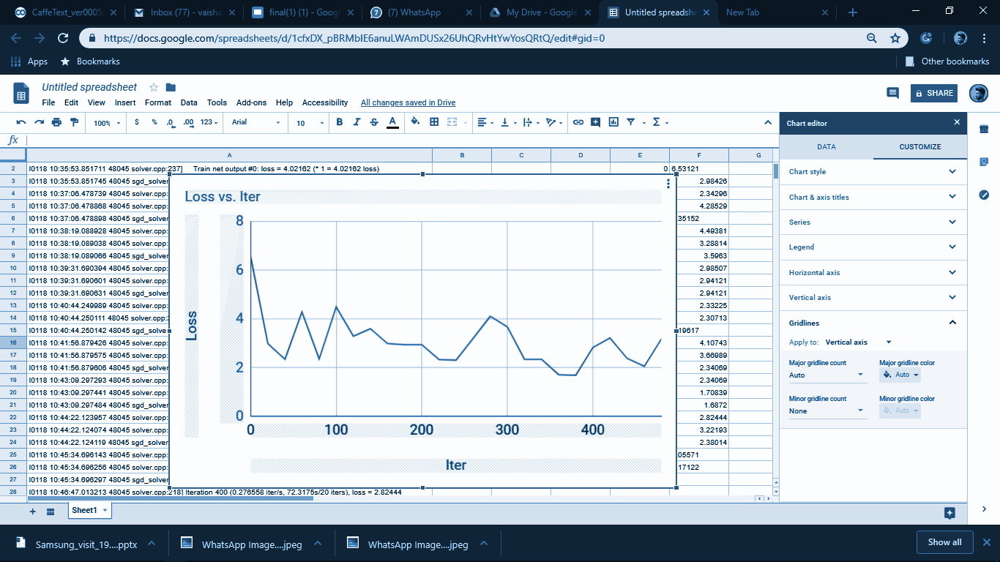 CaffeText_ver0005
Inbox (77) - vaisha
final(1) (1) - Goog
(7) WhatsApp
My Drive - Google
Untitled spreadshe
New Tab
https://docs.google.com/spreadsheets/d/1cfxDX_pBRMbIE6anuLWAmDUSx26UhQRvHtYwYosQRtQ/edit#gid=0
Apps Bookmarks Other bookmarks
Untitled spreadsheet
File Edit View Insert Format Data Tools Add-ons Help Accessibility All changes saved in Drive
SHARE
100% $ % .0 .00 123 Arial 10 B I S A
fx
A B C D E F G
2 I0118 10:35:53.851711 48045 solver.cpp:237] Train net output #0: loss = 4.02162 (* 1 = 4.02162 loss) 0 6.53121
3 I0118 10:35:53.851745 48045 sgd_solver 2.98426
4 I0118 10:37:06.478739 48045 solver.cpp: 2.34296
5 I0118 10:37:06.478868 48045 solver.cpp: 4.28529
6 I0118 10:37:06.478898 48045 sgd_solver 35152
7 I0118 10:38:19.088928 48045 solver.cpp: 4.49381
8 I0118 10:38:19.089038 48045 solver.cpp: 3.28814
9 I0118 10:38:19.089066 48045 sgd_solver 3.5963
10 I0118 10:39:31.690394 48045 solver.cpp: 2.98507
11 I0118 10:39:31.690601 48045 solver.cpp: 2.94121
12 I0118 10:39:31.690631 48045 sgd_solver 2.94121
13 I0118 10:40:44.249989 48045 solver.cpp: 2.33225
14 I0118 10:40:44.250111 48045 solver.cpp: 2.30713
15 I0118 10:40:44.250142 48045 sgd_solve 19617
16 I0118 10:41:56.879426 48045 solver.cpp: 4.10743
17 I0118 10:41:56.879575 48045 solver.cpp: 3.66989
18 I0118 10:41:56.879606 48045 sgd_solver 2.34069
19 I0118 10:43:09.297293 48045 solver.cpp: 2.34069
20 I0118 10:43:09.297441 48045 solver.cpp: 1.70839
21 I0118 10:43:09.297484 48045 sgd_solver 1.6872
22 I0118 10:44:22.123957 48045 solver.cpp: 2.82444
23 I0118 10:44:22.124074 48045 solver.cpp: 3.22193
24 I0118 10:44:22.124119 48045 sgd_solver 2.38014
25 I0118 10:45:34.696143 48045 solver.cpp: 05571
26 I0118 10:45:34.696256 48045 solver.cpp: 17122
27 I0118 10:45:34.696297 48045 sgd_solver
28 I0118 10:46:47.013213 48045 solver.cpp:218] Iteration 400 (0.276558 iter/s, 72.3175s/20 iters), loss = 2.82444
Loss vs. Iter
Loss
8
6
4
2
0
0 100 200 300 400
Iter
Chart editor
DATA CUSTOMIZE
Chart style
Chart & axis titles
Series
Legend
Horizontal axis
Vertical axis
Gridlines
Apply to: Vertical axis
Major gridline count Major gridline color
Auto Auto
Minor gridline count Minor gridline color
None Auto
Sheet1
Samsung_visit_19....pptx
WhatsApp Image....jpeg
WhatsApp Image....jpeg
Show all